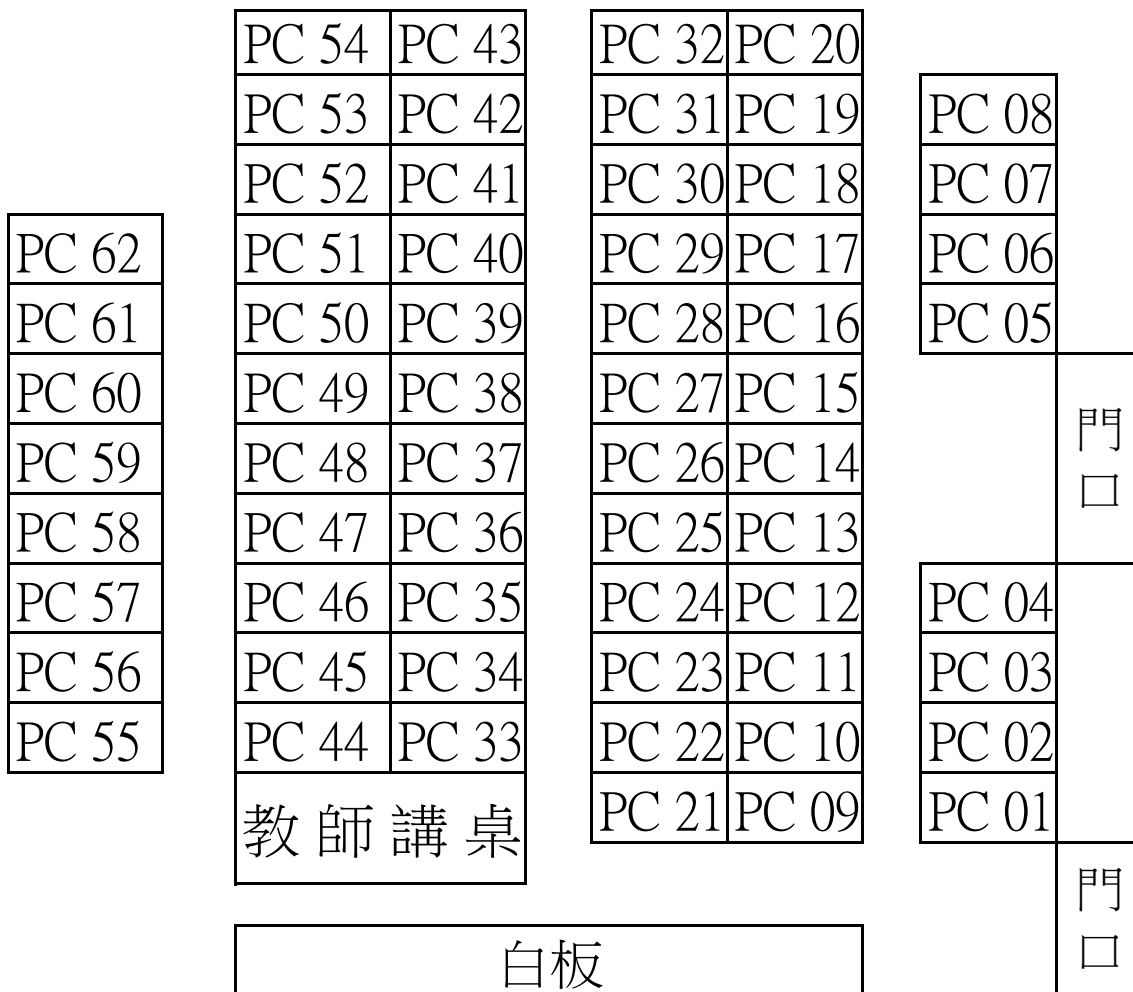 PC 54 PC 43 PC 32 PC 20
PC 53 PC 42 PC 31 PC 19 PC 08
PC 52 PC 41 PC 30 PC 18 PC 07
PC 62 PC 51 PC 40 PC 29 PC 17 PC 06
PC 61 PC 50 PC 39 PC 28 PC 16 PC 05
PC 60 PC 49 PC 38 PC 27 PC 15
PC 59 PC 48 PC 37 PC 26 PC 14
PC 58 PC 47 PC 36 PC 25 PC 13
門口
PC 57 PC 46 PC 35 PC 24 PC 12 PC 04
PC 56 PC 45 PC 34 PC 23 PC 11 PC 03
PC 55 PC 44 PC 33 PC 22 PC 10 PC 02
教師講桌 PC 21 PC 09 PC 01
門口
白板